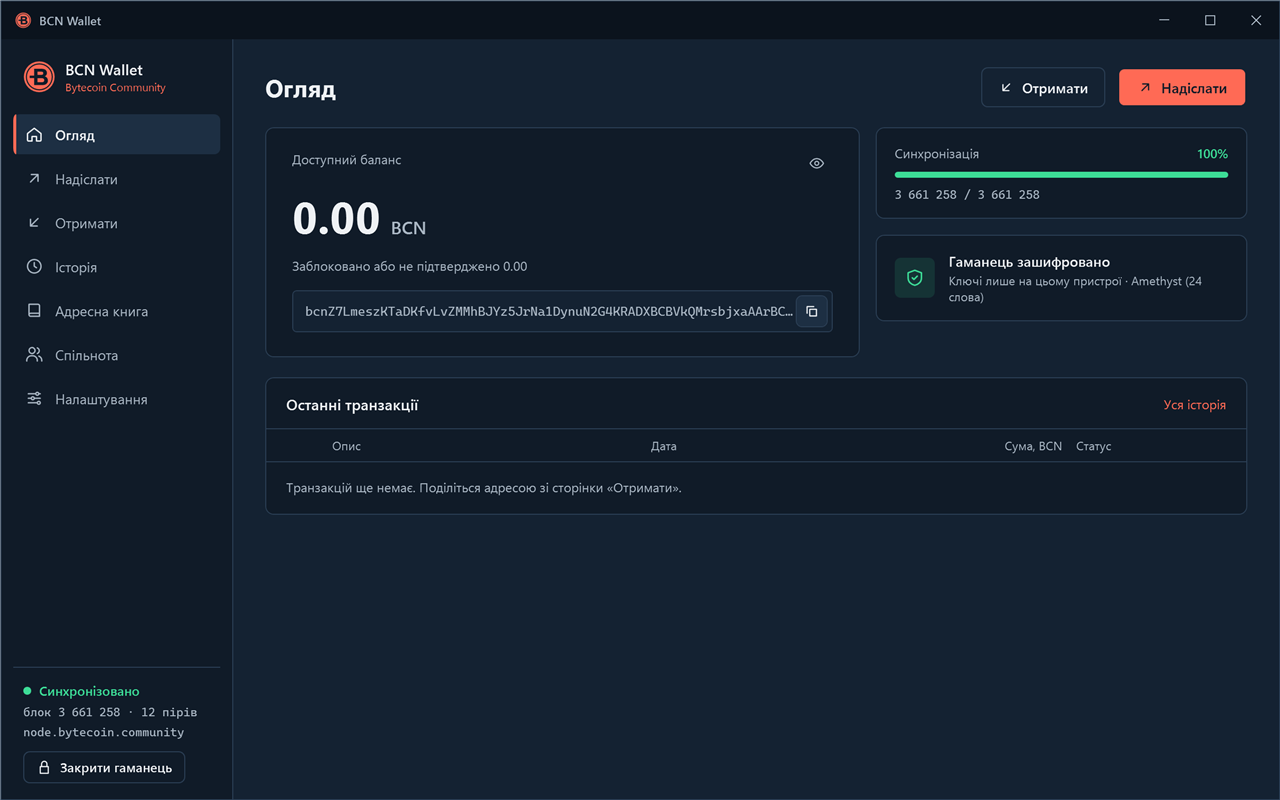 BCN Wallet
BCN Wallet
Bytecoin Community
Огляд
Надіслати
Отримати
Історія
Адресна книга
Спільнота
Налаштування
Синхронізовано
блок 3 661 258 · 12 пірів
node.bytecoin.community
Закрити гаманець
Огляд
Отримати
Надіслати
Доступний баланс
0.00 BCN
Заблоковано або не підтверджено 0.00
bcnZ7LmeszKTaDKfvLvZMMhBJYz5JrNa1DynuN2G4KRADXBCBVkQMrsbjxaAArBC…
Синхронізація 100%
3 661 258 / 3 661 258
Гаманець зашифровано
Ключі лише на цьому пристрої · Amethyst (24
слова)
Останні транзакції
Уся історія
Опис Дата Сума, BCN Статус
Транзакцій ще немає. Поділіться адресою зі сторінки «Отримати».